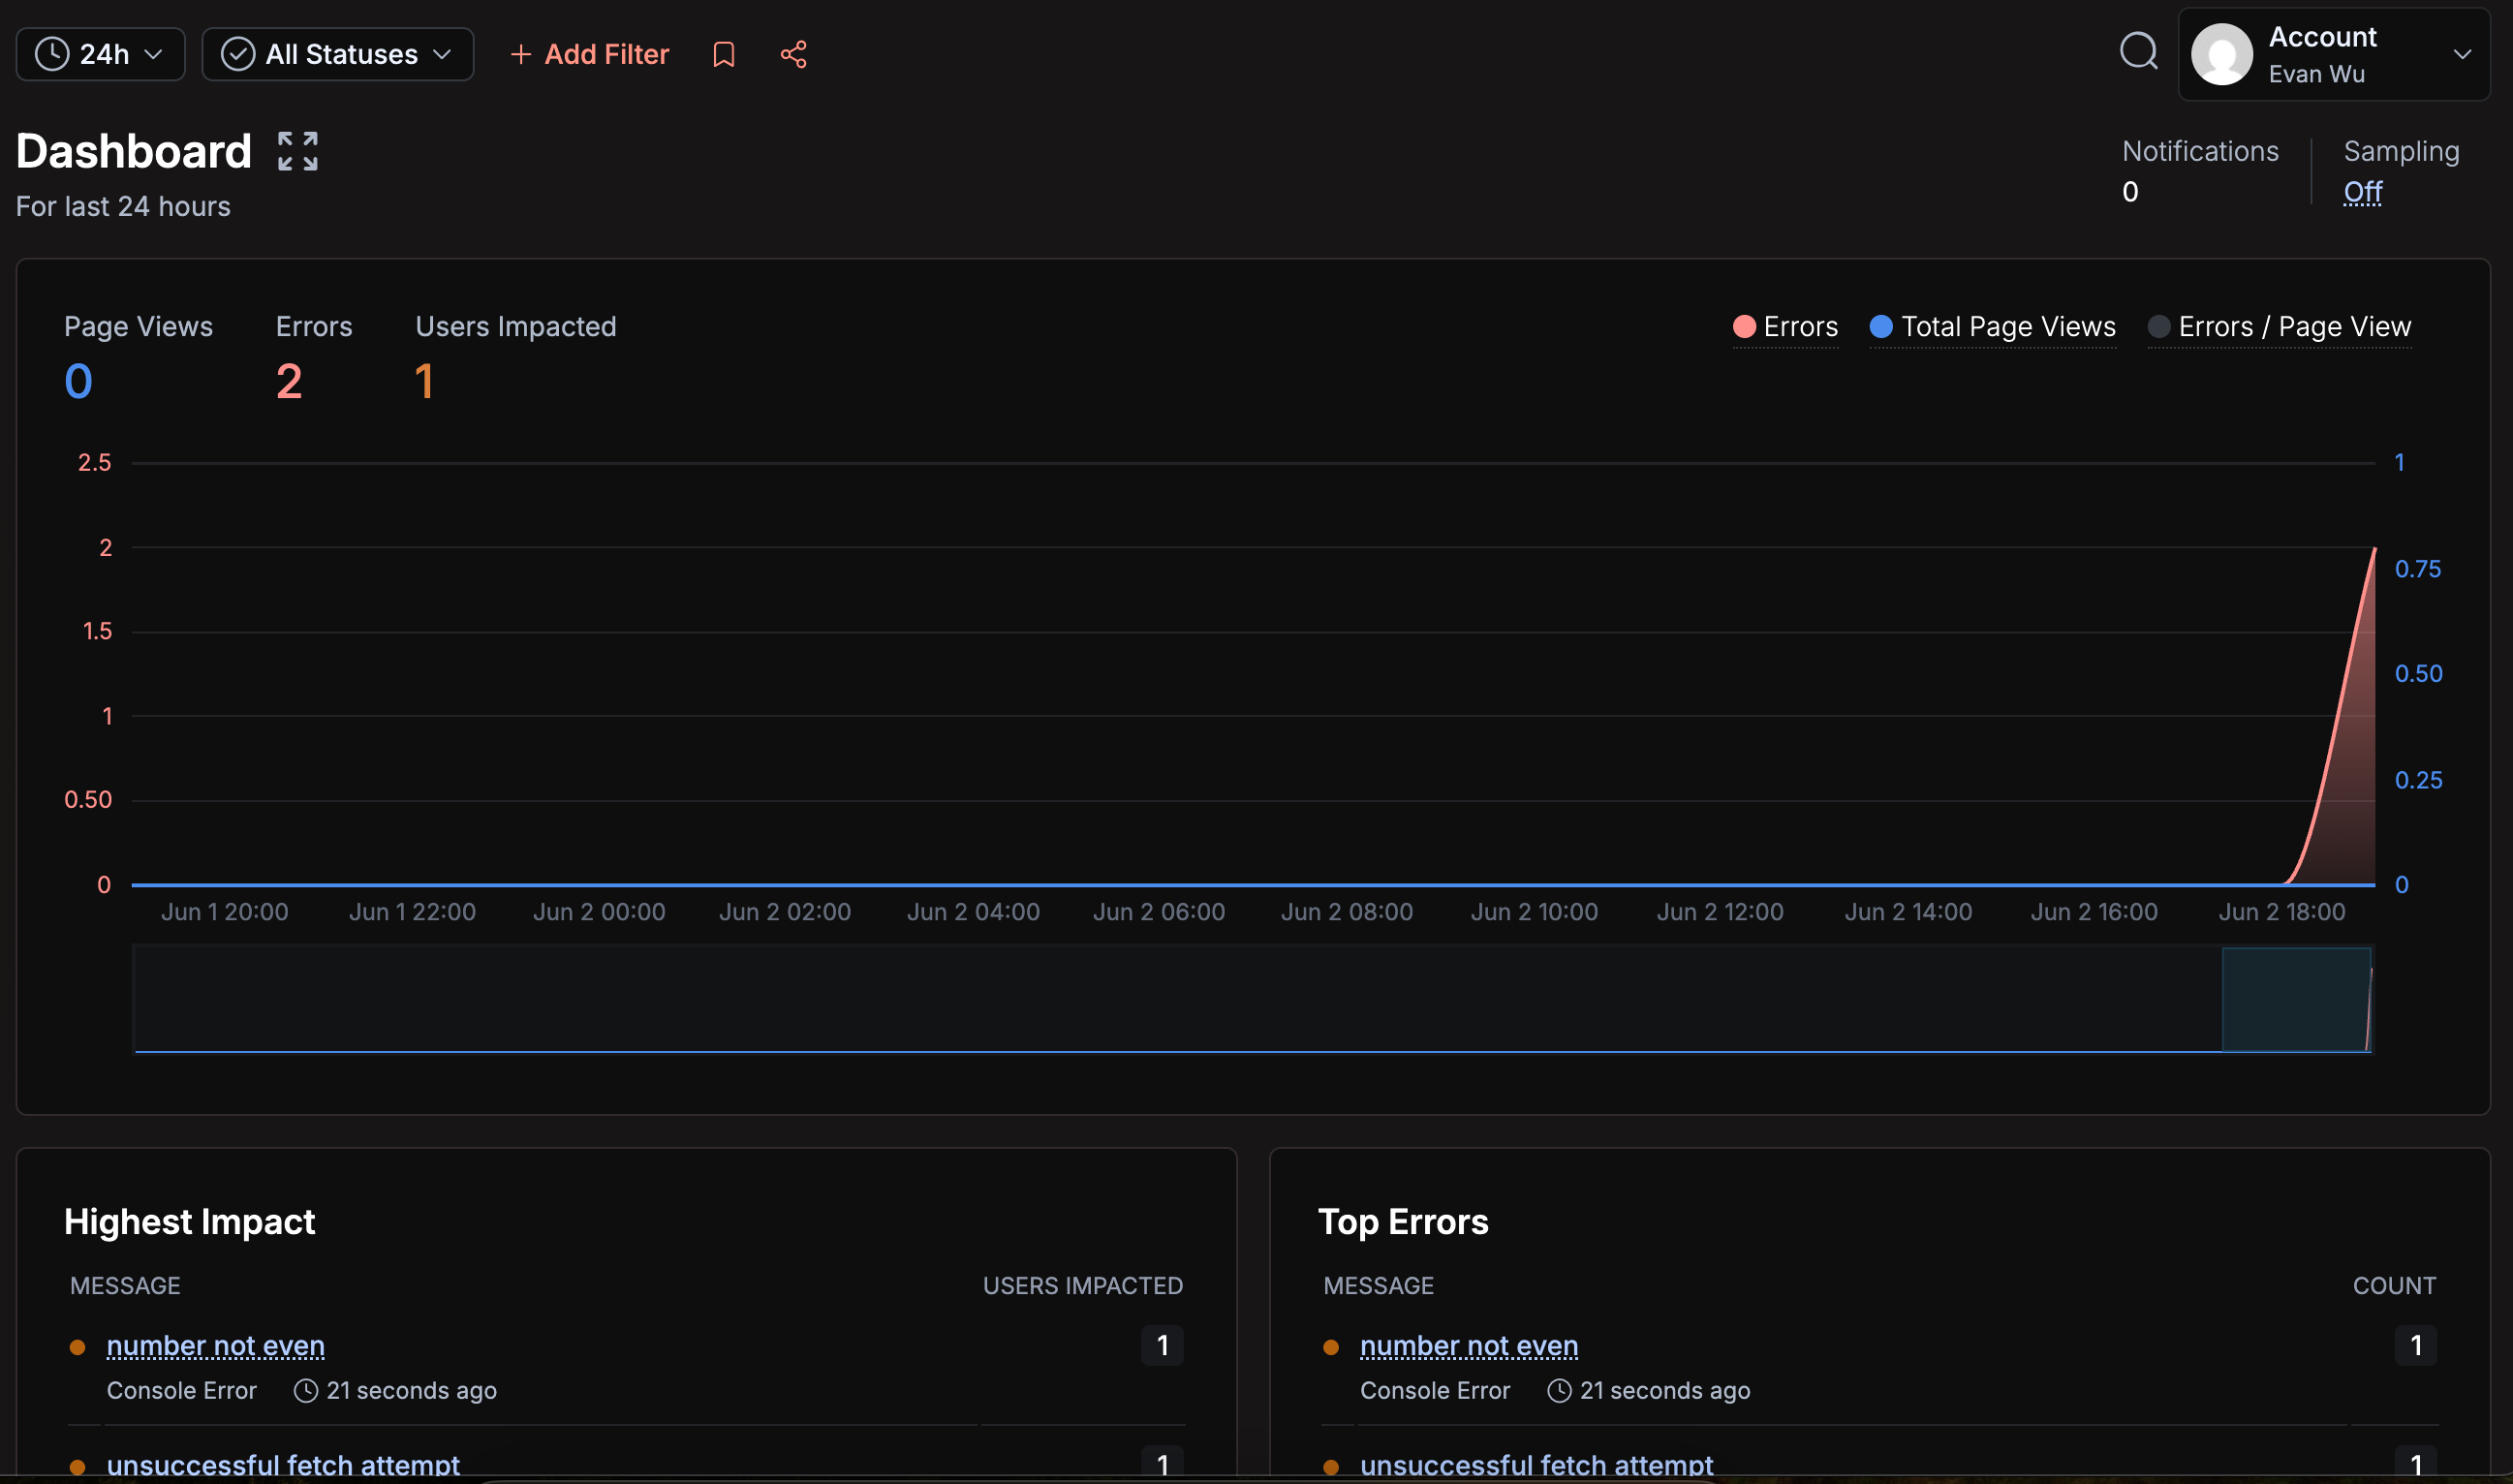 24h
All Statuses
+ Add Filter
Account
Evan Wu
Dashboard
For last 24 hours
Notifications
0
Sampling
Off
Page Views
0
Errors
2
Users Impacted
1
Errors
Total Page Views
Errors / Page View
2.5
2
1.5
1
0.50
0
1
0.75
0.50
0.25
0
Jun 1 20:00
Jun 1 22:00
Jun 2 00:00
Jun 2 02:00
Jun 2 04:00
Jun 2 06:00
Jun 2 08:00
Jun 2 10:00
Jun 2 12:00
Jun 2 14:00
Jun 2 16:00
Jun 2 18:00
Highest Impact
MESSAGE USERS IMPACTED
number not even 1
Console Error 21 seconds ago
unsuccessful fetch attempt 1
Top Errors
MESSAGE COUNT
number not even 1
Console Error 21 seconds ago
unsuccessful fetch attempt 1